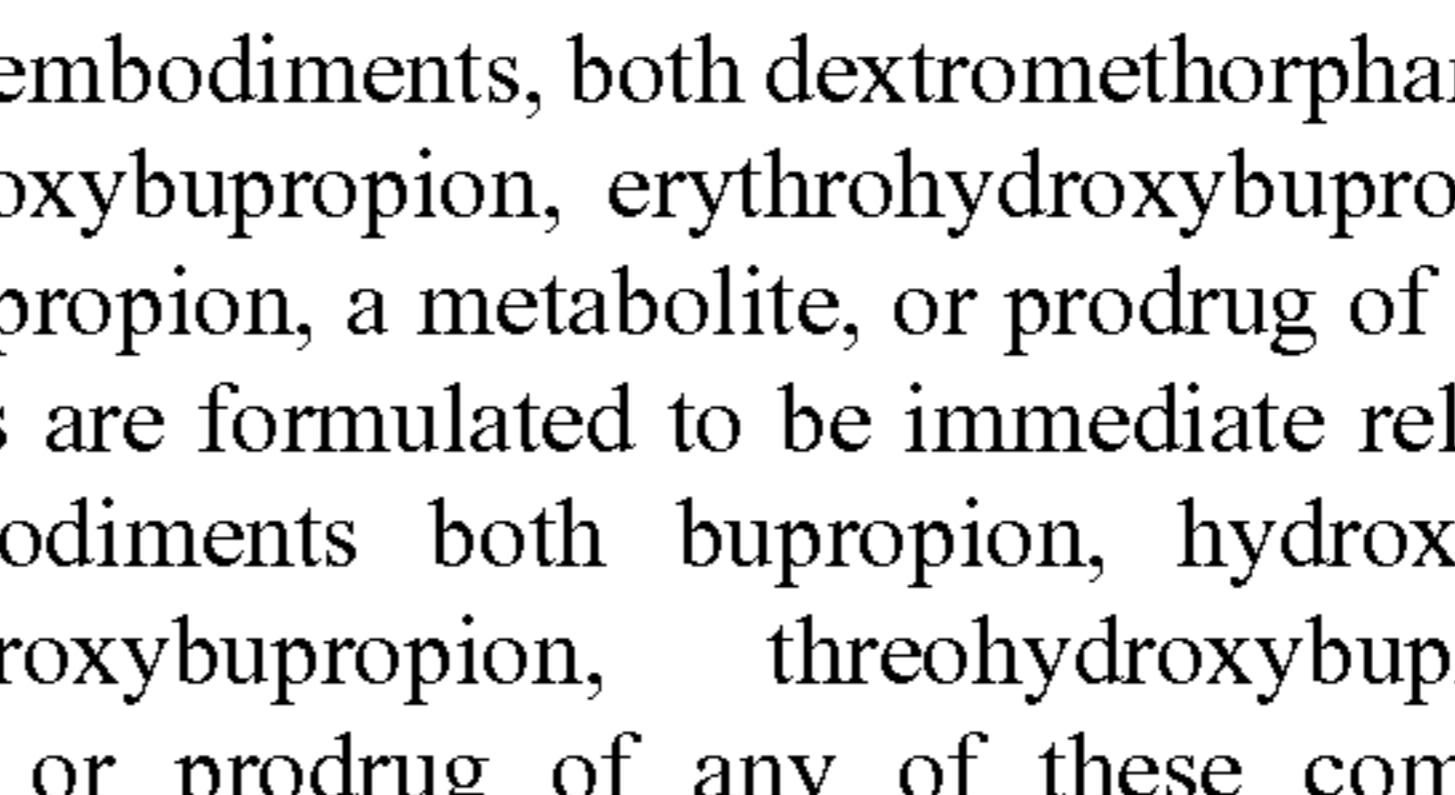 embodiments, both dextromethorphan
oxybupropion, erythrohydroxybupro
propion, a metabolite, or prodrug of
s are formulated to be immediate rel
odiments both bupropion, hydrox
roxybupropion, threohydroxybup
or prodrug of any of these com